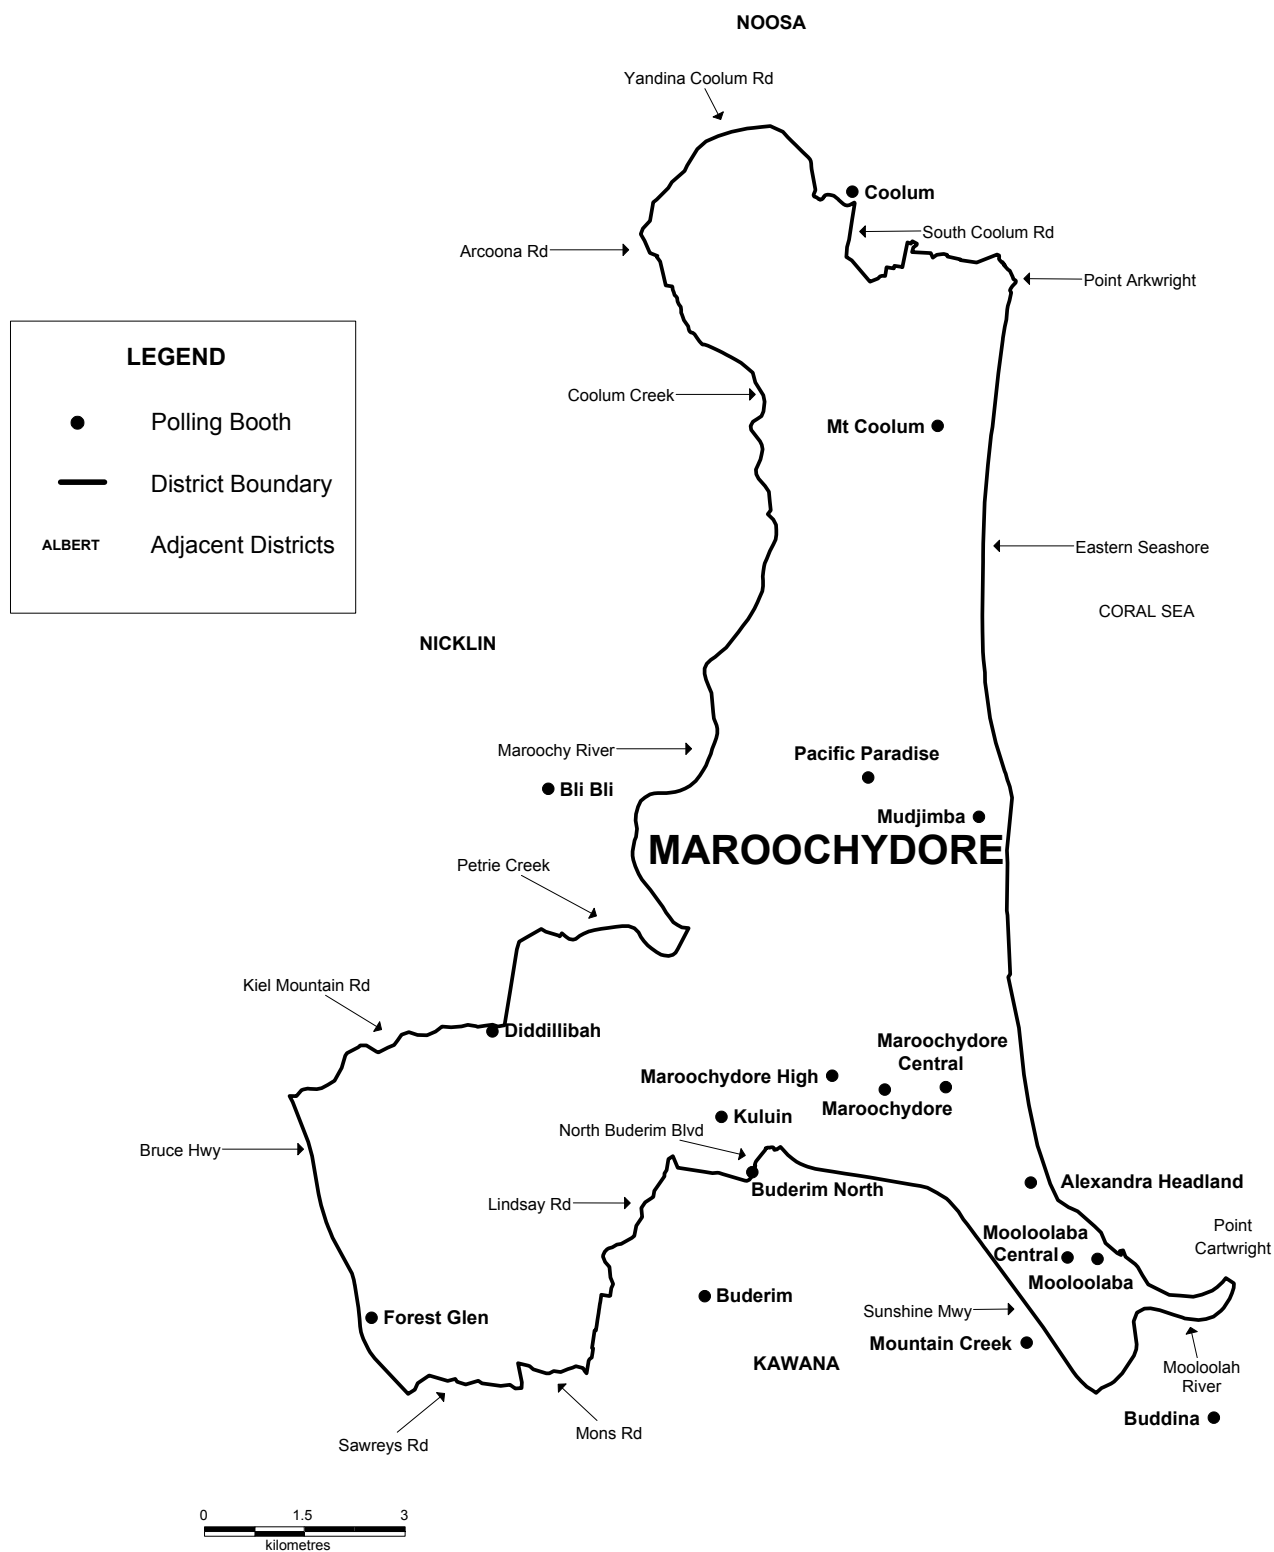 NOOSA
Yandina Coolum Rd
Coolum
South Coolum Rd
Arcoona Rd
Point Arkwright
LEGEND
Polling Booth
District Boundary
ALBERT Adjacent Districts
Coolum Creek
Mt Coolum
Eastern Seashore
CORAL SEA
NICKLIN
Maroochy River
Pacific Paradise
Bli Bli
Mudjimba
MAROOCHYDORE
Petrie Creek
Kiel Mountain Rd
Diddillibah
Maroochydore
Central
Maroochydore High
Maroochydore
Kuluin
North Buderim Blvd
Bruce Hwy
Buderim North
Alexandra Headland
Lindsay Rd
Mooloolaba
Central
Mooloolaba
Point
Cartwright
Buderim
Sunshine Mwy
Forest Glen
Mountain Creek
KAWANA
Mooloolah
River
Buddina
Mons Rd
Sawreys Rd
0 1.5 3
kilometres